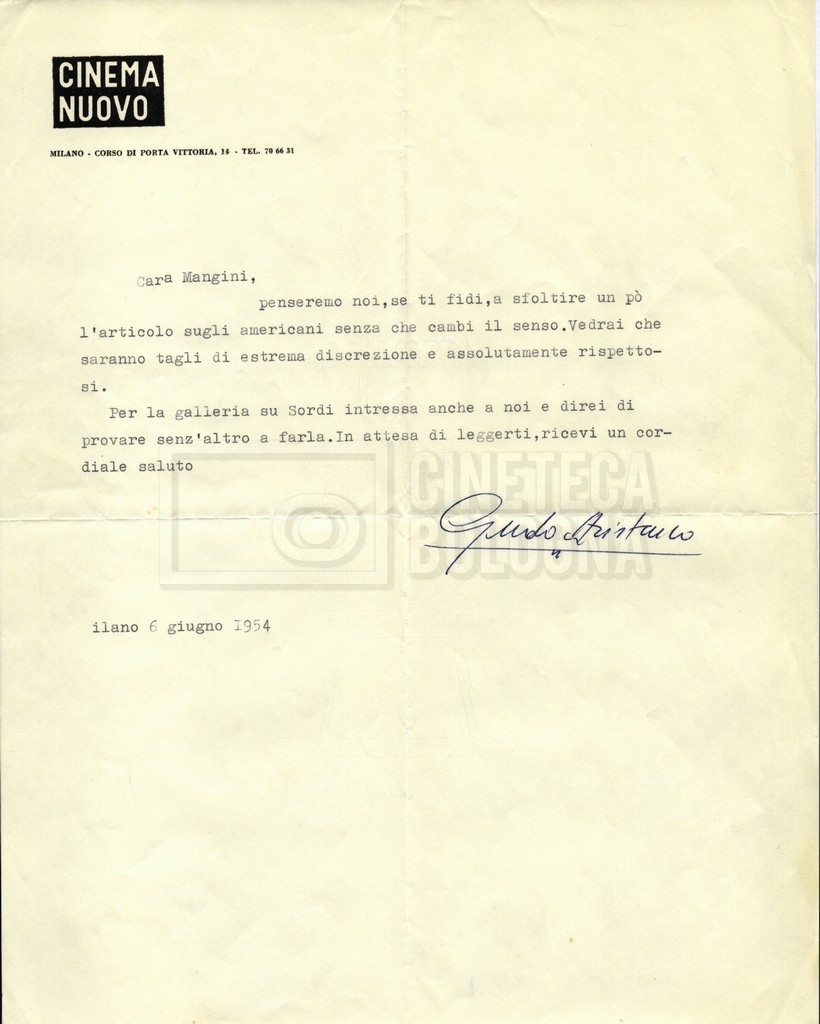 CINEMA
NUOVO
MILANO - CORSO DI PORTA VITTORIA, 14 - TEL. 70 66 31
Cara Mangini,
penseremo noi,se ti fidi,a sfoltire un pò
l'articolo sugli americani senza che cambi il senso.Vedrai che
saranno tagli di estrema discrezione e assolutamente rispetto-
si.
Per la galleria su Sordi intressa anche a noi e direi di
provare senz'altro a farla.In attesa di leggerti,ricevi un cor-
diale saluto
CINETECA
BOLOGNA
Guido Aristarco
ilano 6 giugno 1954